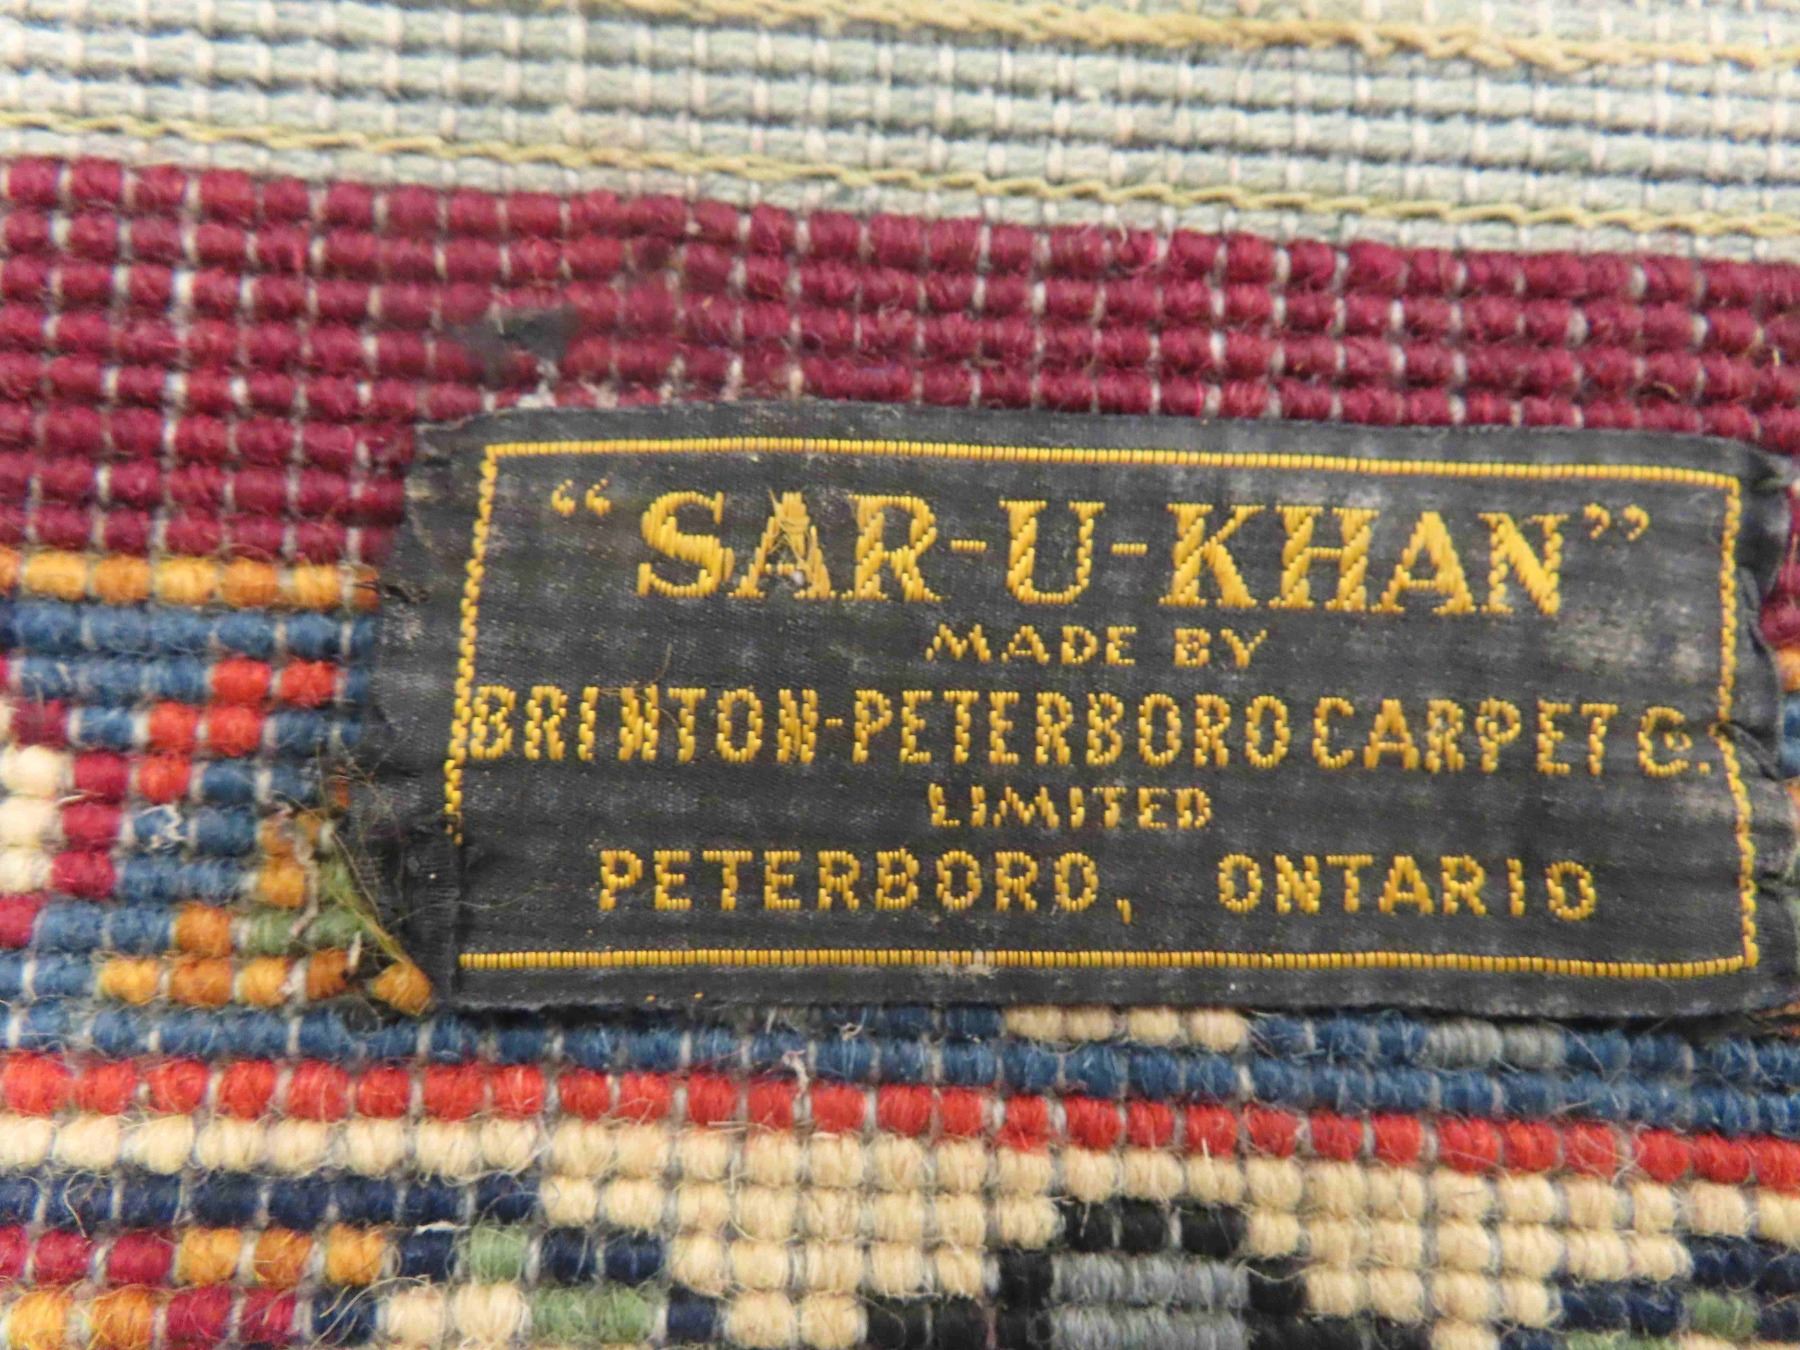 “SAR-U-KHAN”
MADE BY
BRINTON-PETERBORO CARPET Co.
LIMITED
PETERBORO, ONTARIO